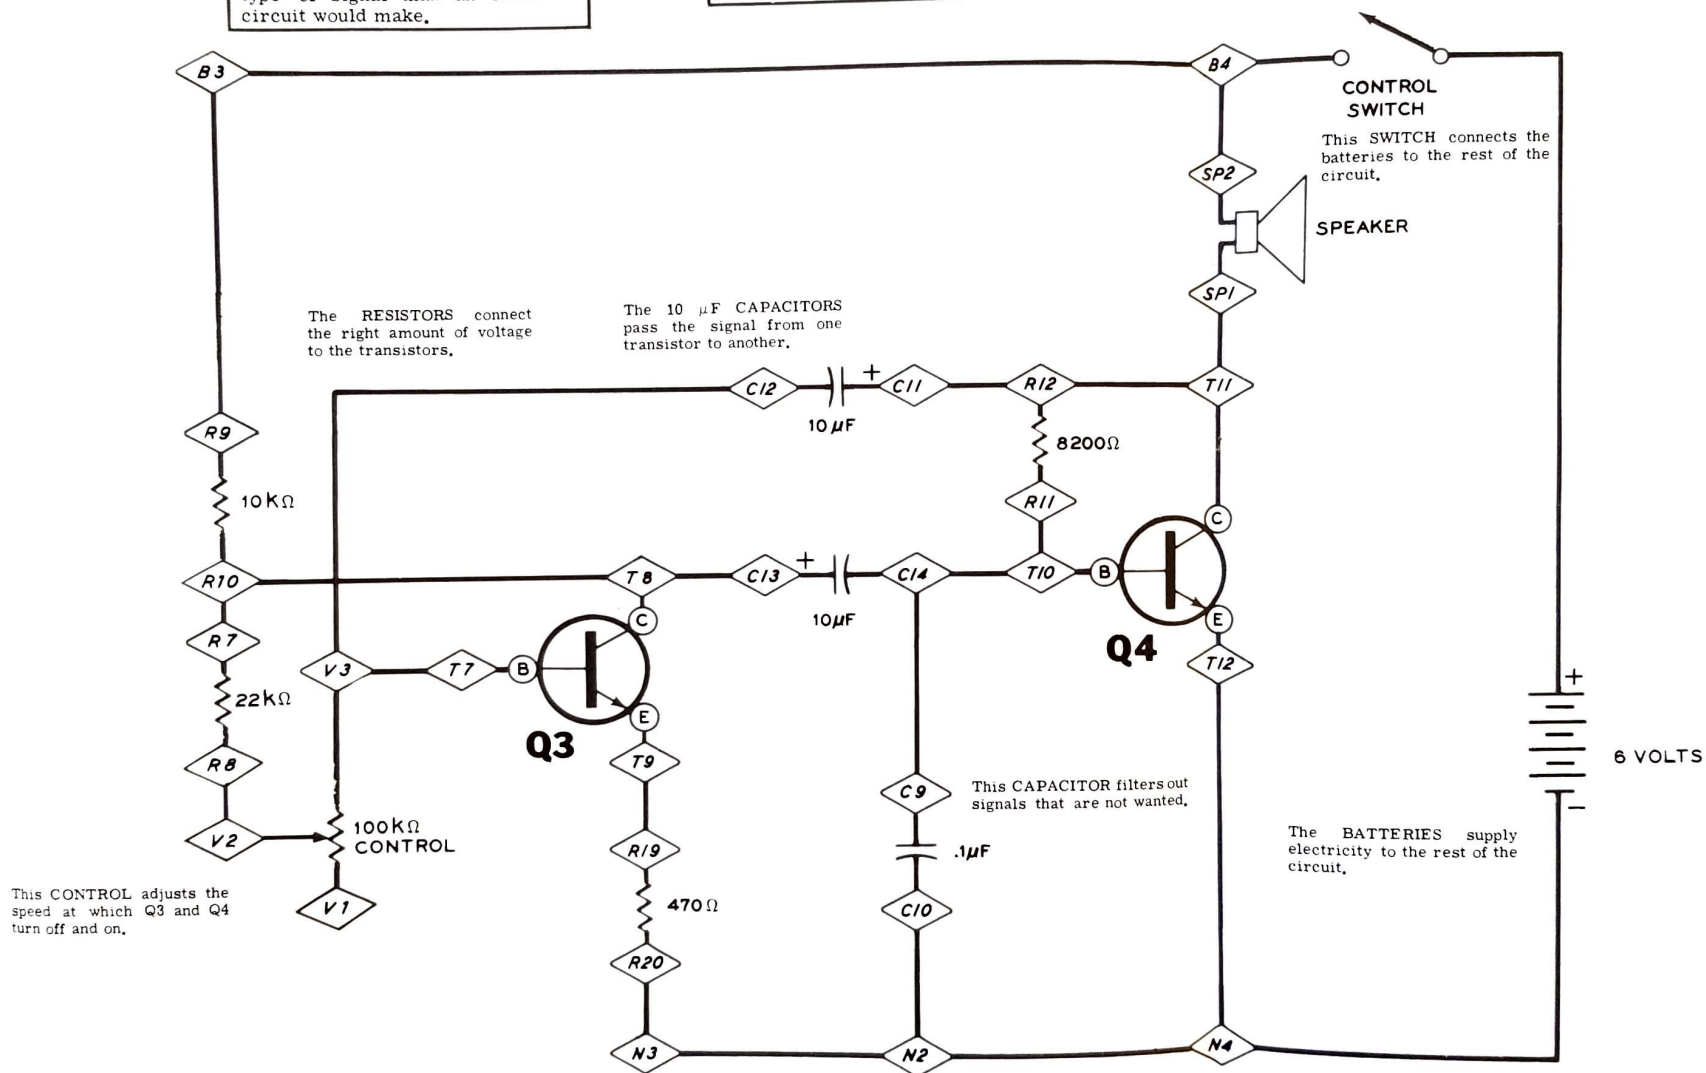 circuit would make.
B3
B4
CONTROL
SWITCH
This SWITCH connects the
batteries to the rest of the
circuit.
SP2
SPEAKER
SP1
The RESISTORS connect
the right amount of voltage
to the transistors.
The 10 µF CAPACITORS
pass the signal from one
transistor to another.
C12
+
C11
R12
T11
10µF
8200Ω
R9
10kΩ
R11
C
R10
T8
C13
+
C14
T10
B
10µF
C
E
Q4
R7
V3
T7
B
T12
22kΩ
E
Q3
+
6 VOLTS
−
R8
T9
C9
This CAPACITOR filters out
signals that are not wanted.
V2
100kΩ
CONTROL
R19
.1µF
The BATTERIES supply
electricity to the rest of the
circuit.
This CONTROL adjusts the
speed at which Q3 and Q4
turn off and on.
V1
470Ω
C10
R20
N3
N2
N4